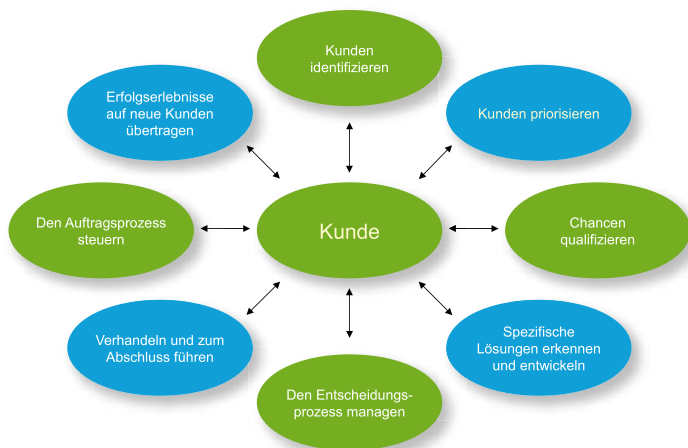 Kunden
identifizieren
Erfolgserlebnisse
auf neue Kunden
übertragen
Kunden priorisieren
Den Auftragsprozess
steuern
Kunde
Chancen
qualifizieren
Verhandeln und zum
Abschluss führen
Spezifische
Lösungen erkennen
und entwickeln
Den Entscheidungs-
prozess managen